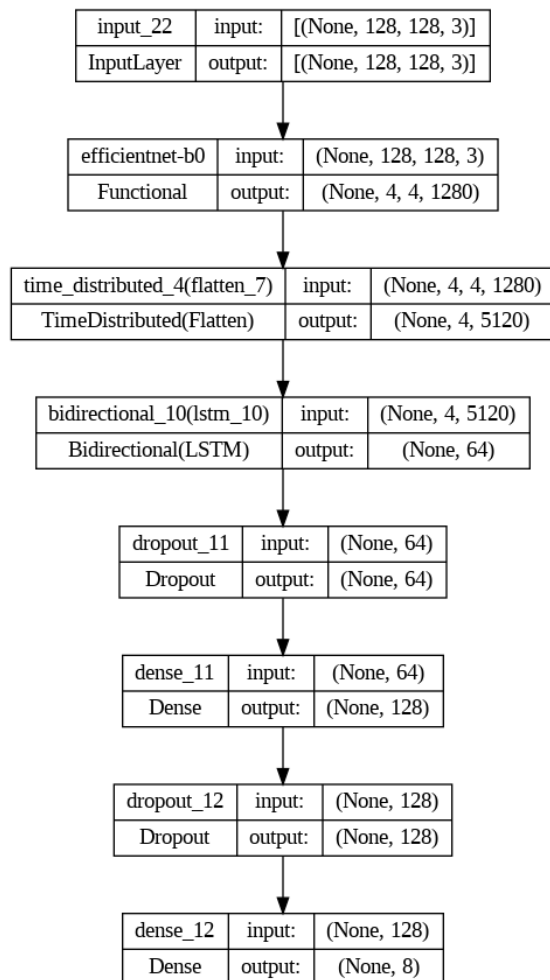 input_22 input: [(None, 128, 128, 3)]
InputLayer output: [(None, 128, 128, 3)]
efficientnet-b0 input: (None, 128, 128, 3)
Functional output: (None, 4, 4, 1280)
time_distributed_4(flatten_7) input: (None, 4, 4, 1280)
TimeDistributed(Flatten) output: (None, 4, 5120)
bidirectional_10(lstm_10) input: (None, 4, 5120)
Bidirectional(LSTM) output: (None, 64)
dropout_11 input: (None, 64)
Dropout output: (None, 64)
dense_11 input: (None, 64)
Dense output: (None, 128)
dropout_12 input: (None, 128)
Dropout output: (None, 128)
dense_12 input: (None, 128)
Dense output: (None, 8)